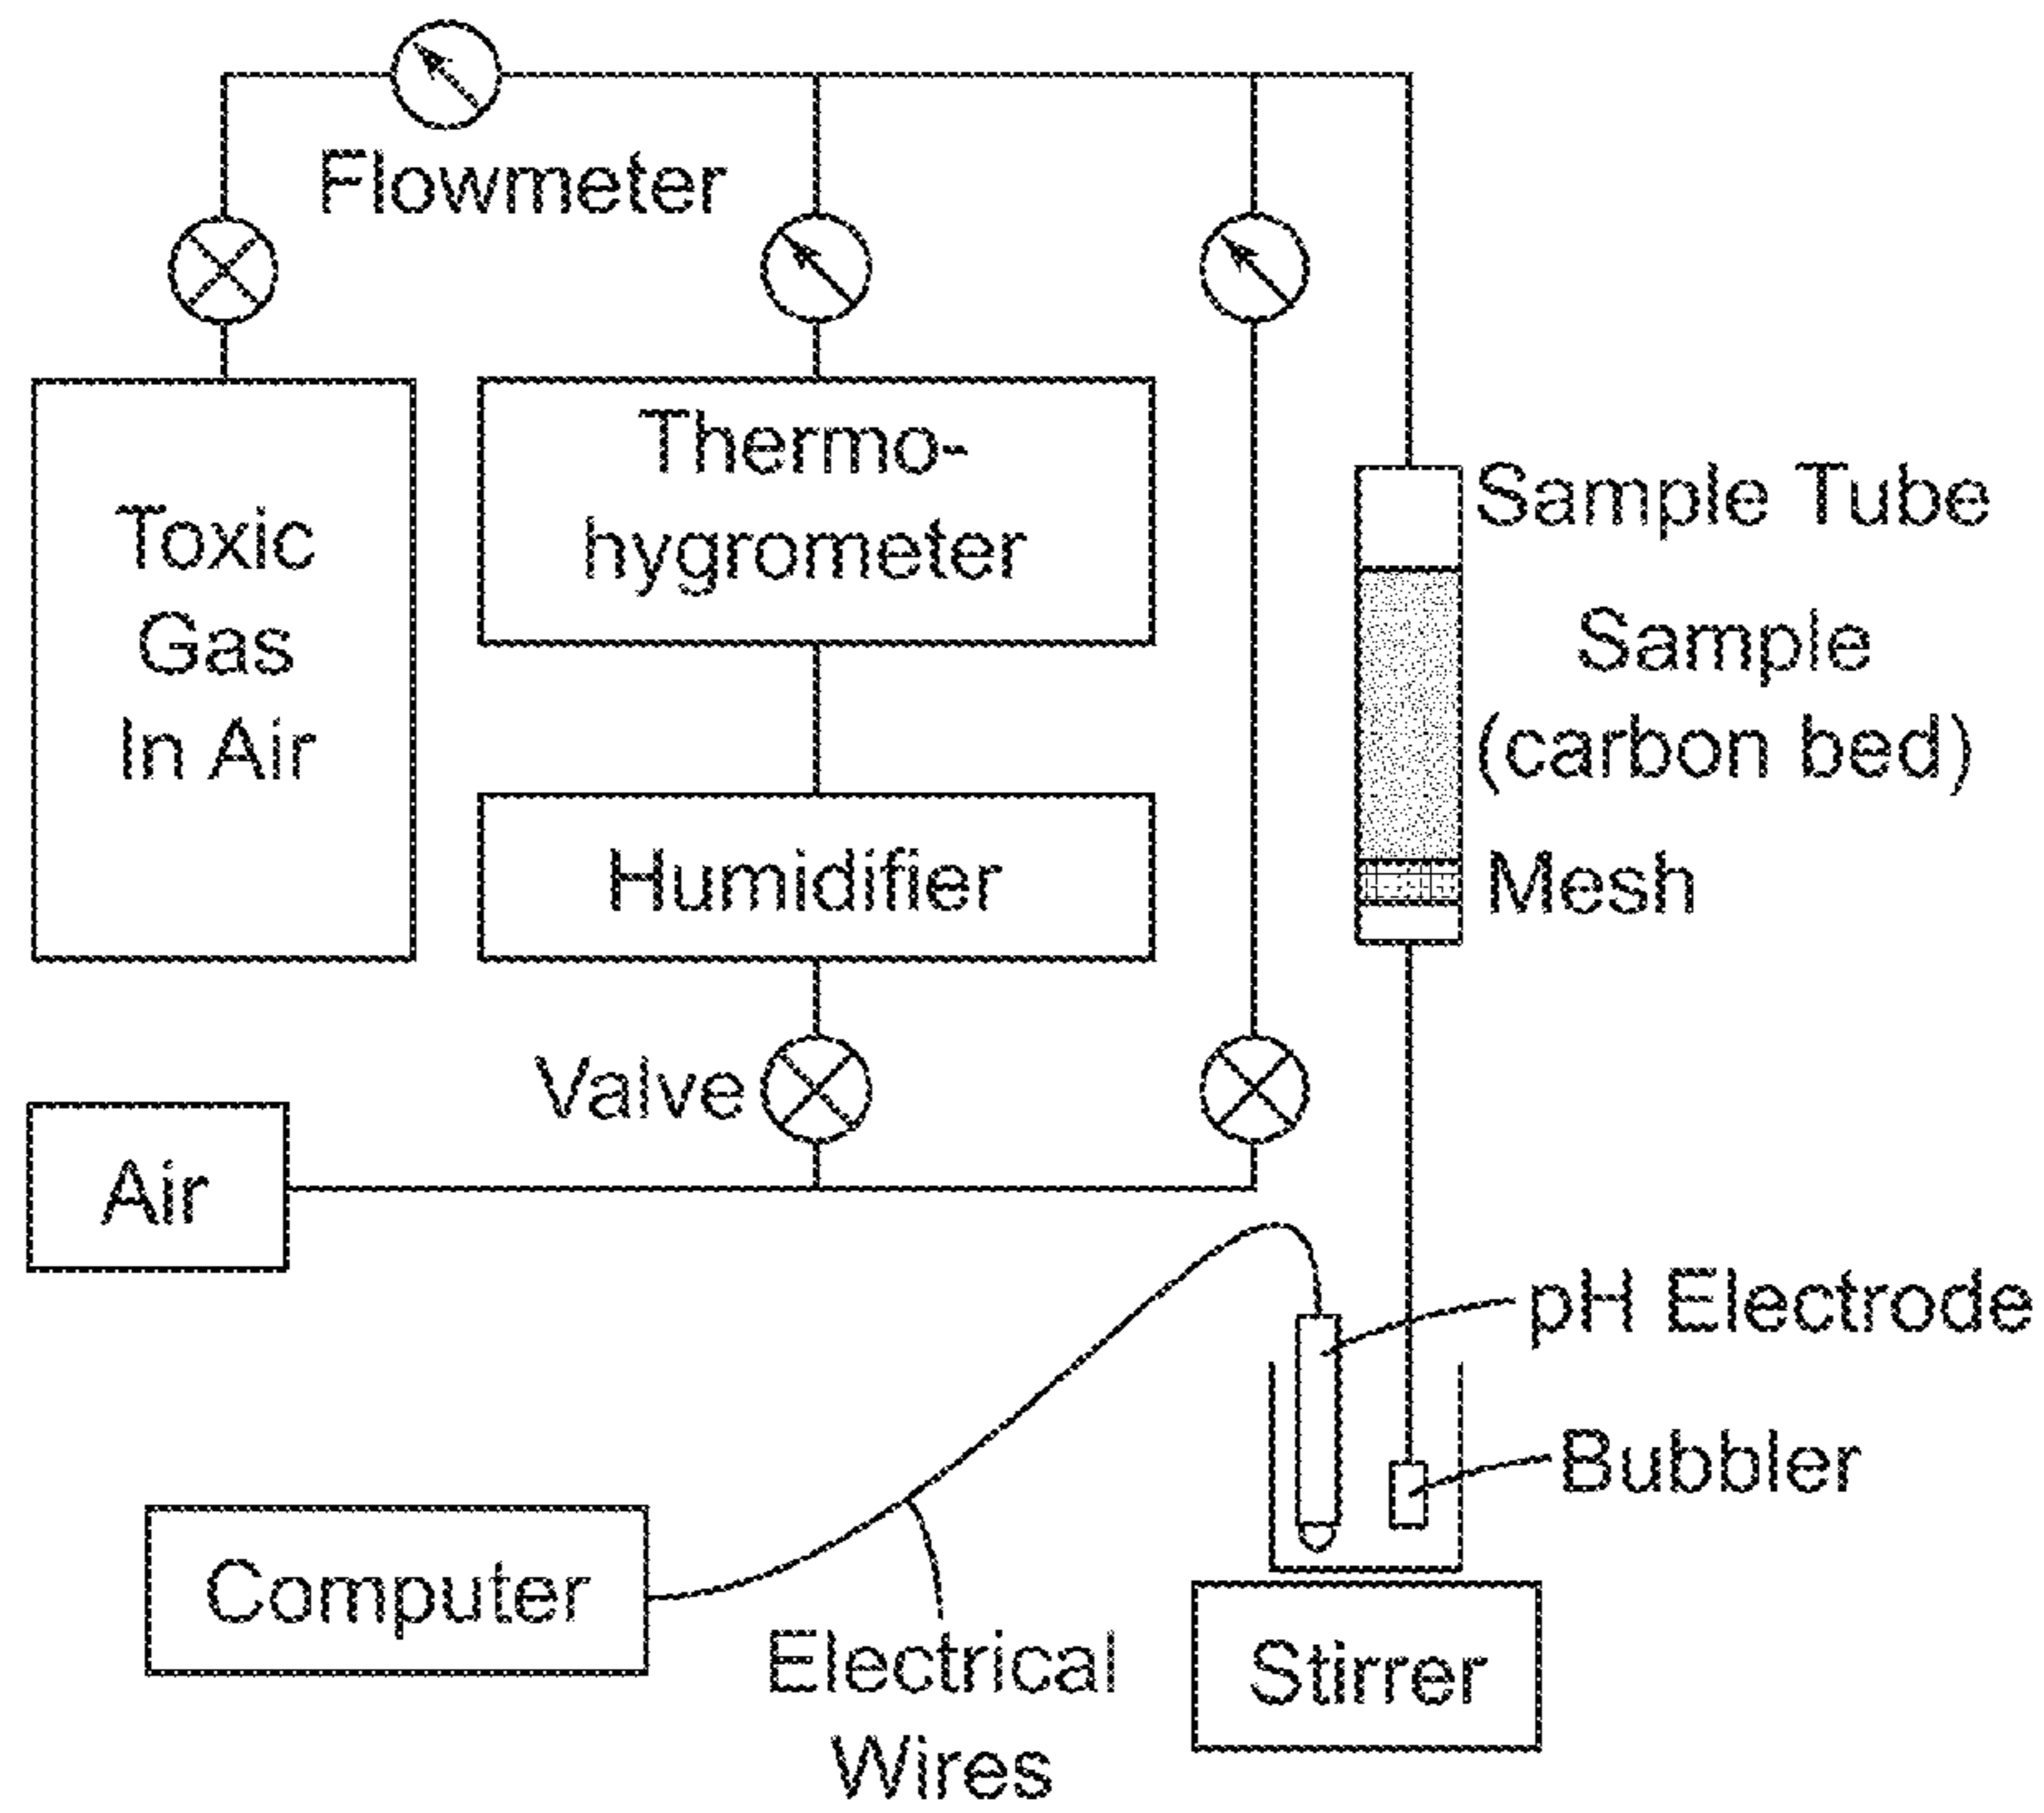 Flowmeter
Toxic
Gas
In Air
Thermo-
hygrometer
Humidifier
Sample Tube
Sample
(carbon bed)
Mesh
Valve
Air
pH Electrode
Bubbler
Computer
Electrical
Wires
Stirrer